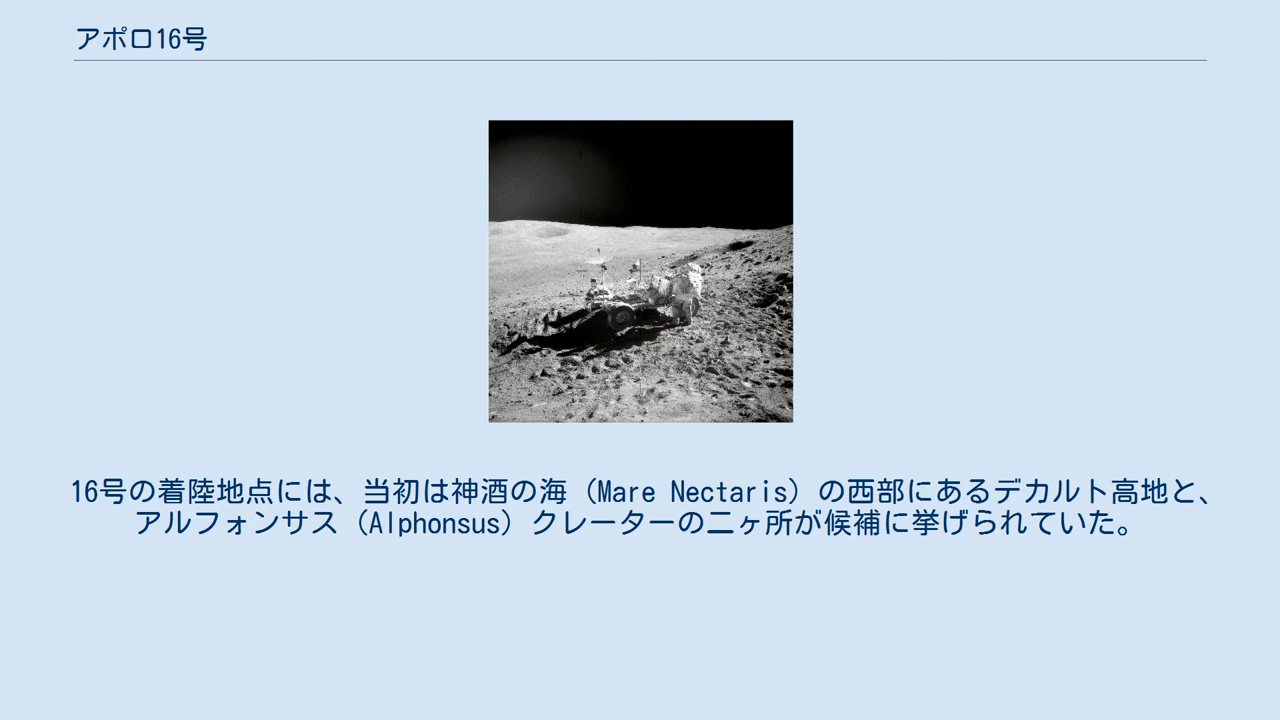 アポロ16号
16号の着陸地点には、当初は神酒の海（Mare Nectaris）の西部にあるデカルト高地と、
アルフォンサス（Alphonsus）クレーターの二ヶ所が候補に挙げられていた。